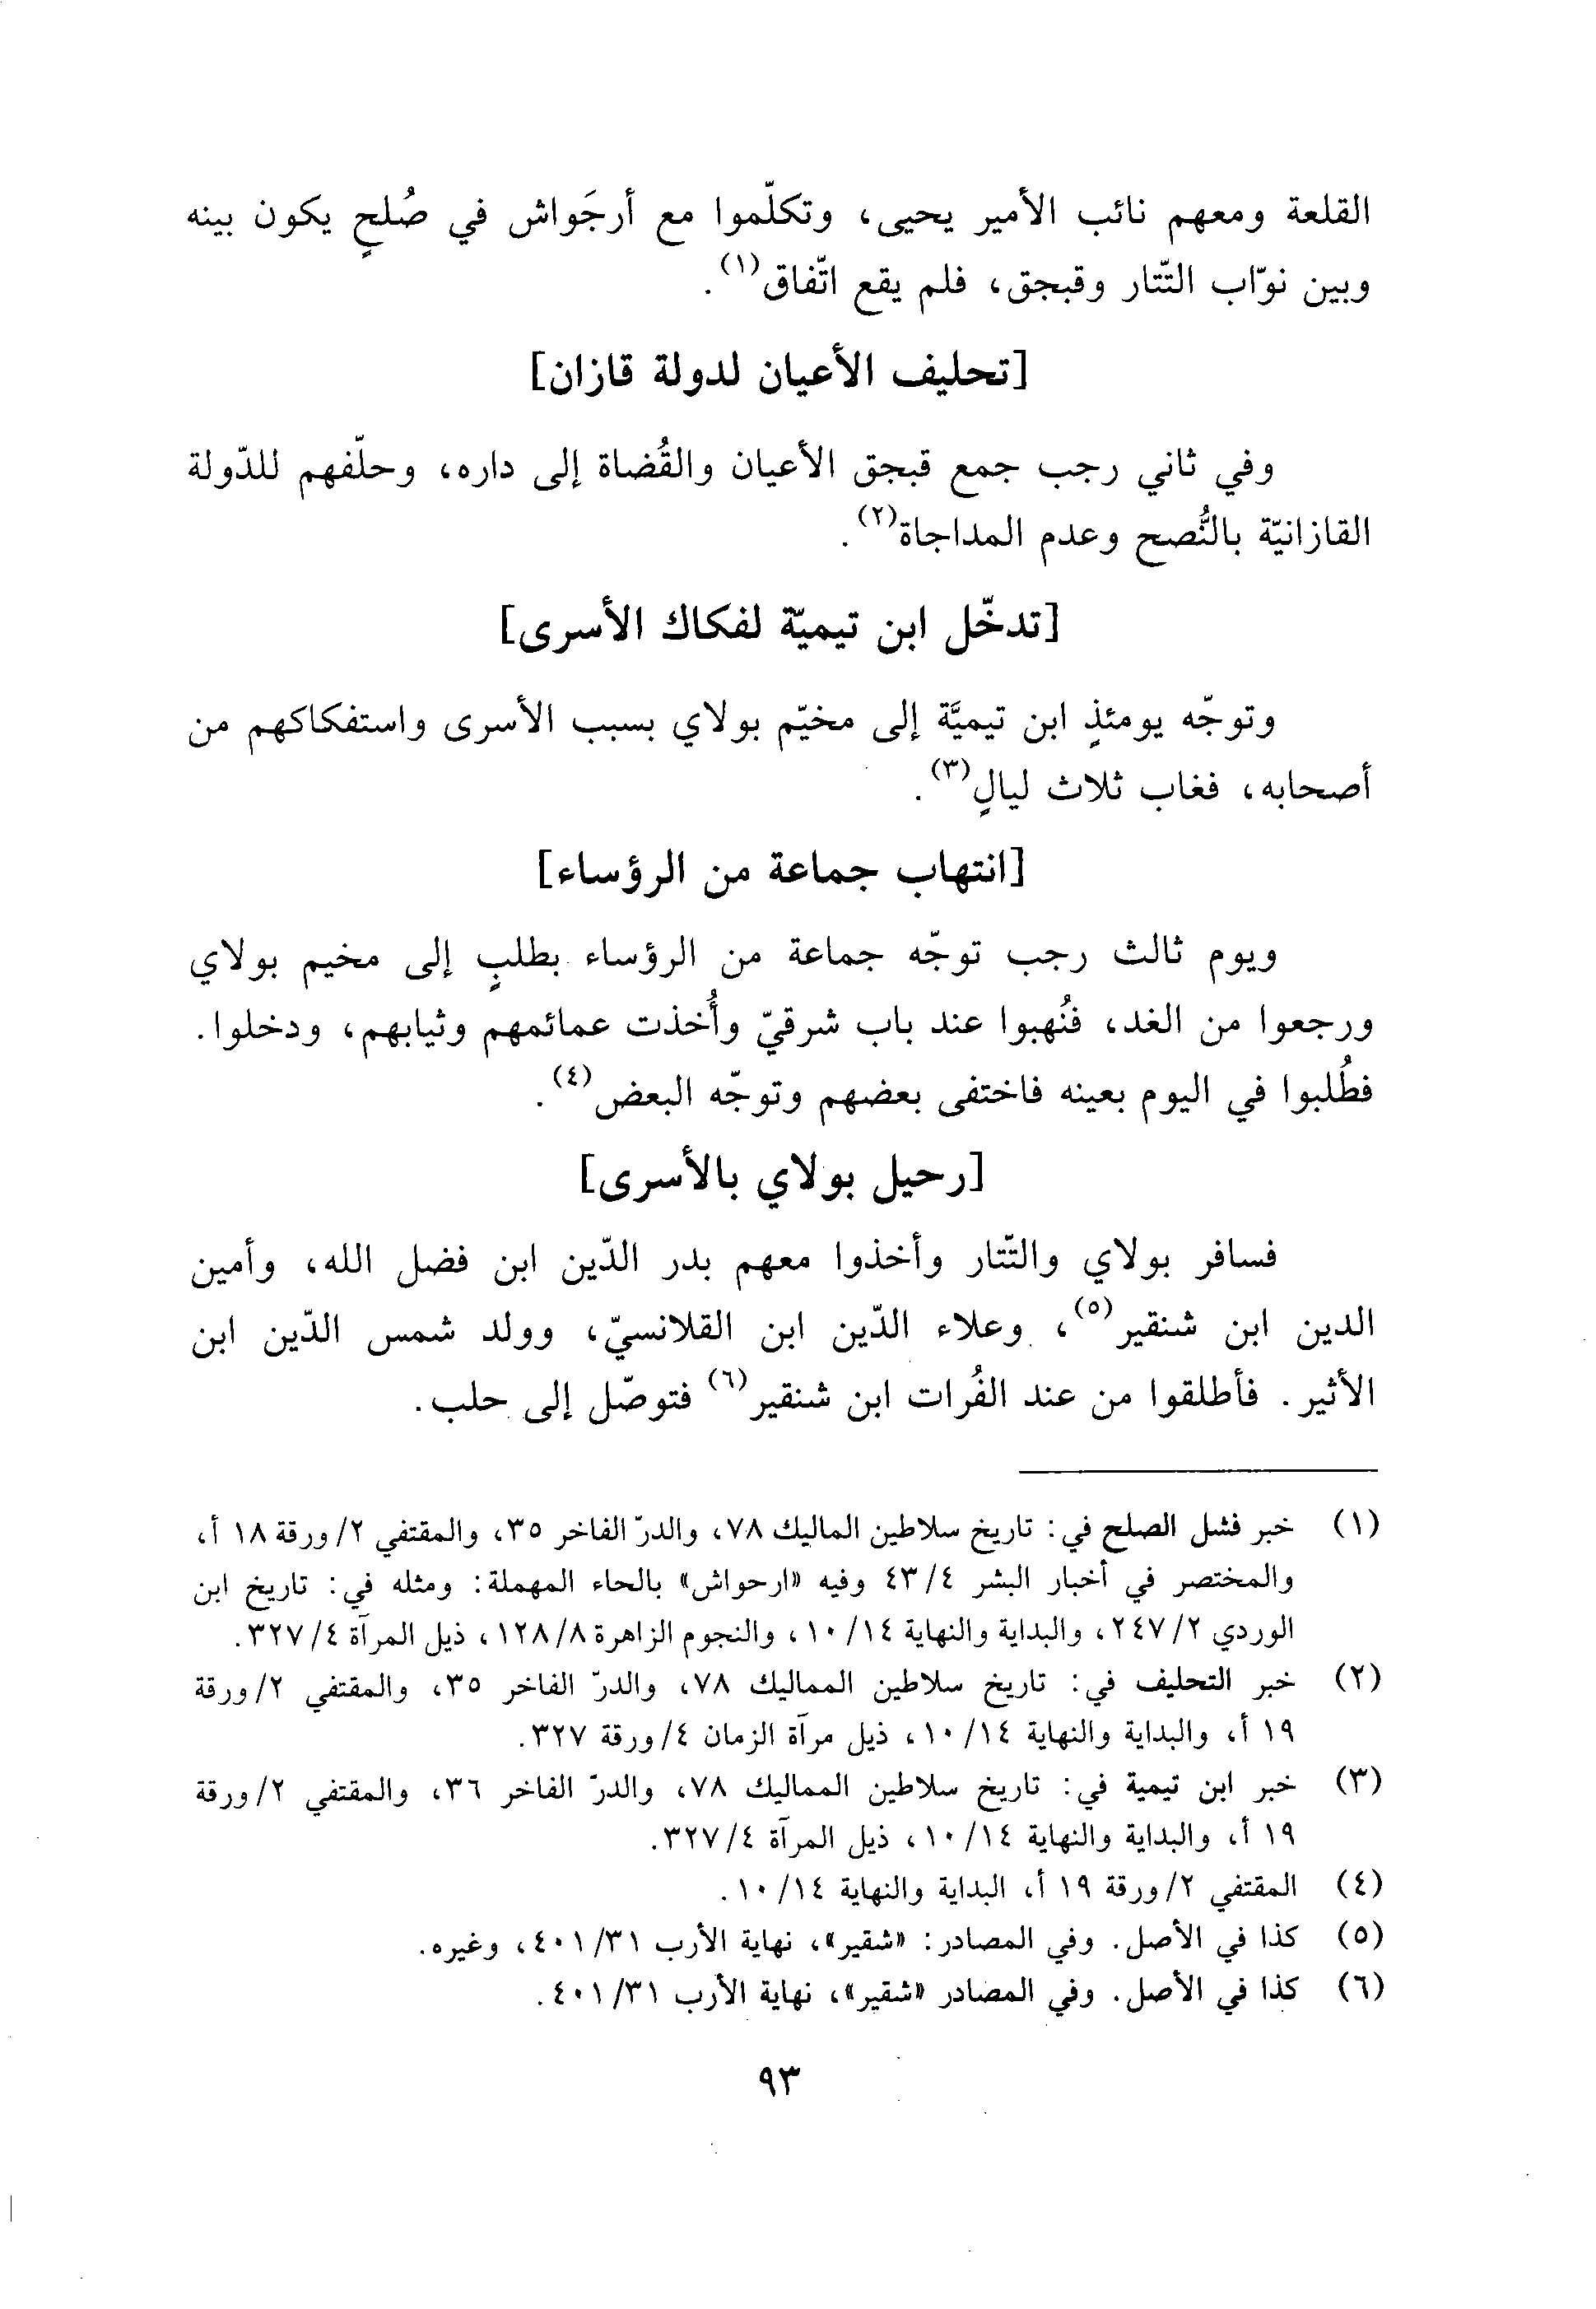 القلعة ومعهم نائب الأمير يحيى، وتكلّموا مع أرجَواش في صُلحٍ يكون بينه
وبين نوّاب التّتار وقبجق، فلم يقع اتّفاق(١).
[تحليف الأعيان لدولة قازان]
وفي ثاني رجب جمع قبجق الأعيان والقُضاة إلى داره، وحلّفهم للدّولة
القازانيّة بالنُّصح وعدم المداجاة(٢).
[تدخّل ابن تيميّة لفكاك الأسرى]
وتوجّه يومئذٍ ابن تيميَّة إلى مخيّم بولاي بسبب الأسرى واستفكاكهم من
أصحابه، فغاب ثلاث ليالٍ(٣).
[انتهاب جماعة من الرؤساء]
ويوم ثالث رجب توجّه جماعة من الرؤساء بطلبٍ إلى مخيم بولاي
ورجعوا من الغد، فنُهبوا عند باب شرقيّ وأُخذت عمائمهم وثيابهم، ودخلوا.
فطُلبوا في اليوم بعينه فاختفى بعضهم وتوجّه البعض(٤).
[رحيل بولاي بالأسرى]
فسافر بولاي والتّتار وأخذوا معهم بدر الدّين ابن فضل الله، وأمين
الدين ابن شنقير(٥)، وعلاء الدّين ابن القلانسيّ، وولد شمس الدّين ابن
الأثير. فأطلقوا من عند الفُرات ابن شنقير(٦) فتوصّل إلى حلب.
(١) خبر فشل الصلح في: تاريخ سلاطين الماليك ٧٨، والدرّ الفاخر ٣٥، والمقتفي ٢/ورقة ١٨ أ،
والمختصر في أخبار البشر ٤/ ٤٣ وفيه «ارحواش» بالحاء المهملة: ومثله في: تاريخ ابن
الوردي ٢/ ٢٤٧، والبداية والنهاية ١٤/ ١٠، والنجوم الزاهرة ٨/ ١٢٨، ذيل المرآة ٤/ ٣٢٧.
(٢) خبر التحليف في: تاريخ سلاطين المماليك ٧٨، والدرّ الفاخر ٣٥، والمقتفي ٢/ورقة
١٩ أ، والبداية والنهاية ١٤/ ١٠، ذيل مرآة الزمان ٤/ورقة ٣٢٧.
(٣) خبر ابن تيمية في: تاريخ سلاطين المماليك ٧٨، والدرّ الفاخر ٣٦، والمقتفي ٢/ورقة
١٩ أ، والبداية والنهاية ١٤/ ١٠، ذيل المرآة ٤/ ٣٢٧.
(٤) المقتفي ٢/ورقة ١٩ أ، البداية والنهاية ١٤/ ١٠.
(٥) كذا في الأصل. وفي المصادر: «شقير»، نهاية الأرب ٣١/ ٤٠١، وغيره.
(٦) كذا في الأصل. وفي المصادر «شقير»، نهاية الأرب ٣١/ ٤٠١.
٩٣